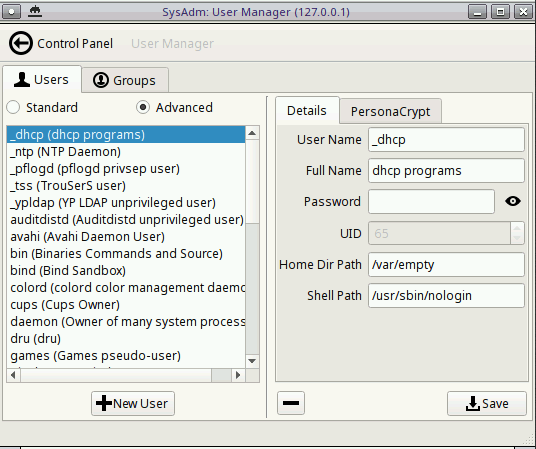 SysAdm: User Manager (127.0.0.1)
Control Panel User Manager
Users Groups
Standard Advanced
_dhcp (dhcp programs)
_ntp (NTP Daemon)
_pflogd (pflogd privsep user)
_tss (TrouSerS user)
_ypldap (YP LDAP unprivileged user)
auditdistd (Auditdistd unprivileged user)
avahi (Avahi Daemon User)
bin (Binaries Commands and Source)
bind (Bind Sandbox)
colord (colord color management daemo
cups (Cups Owner)
daemon (Owner of many system process
dru (dru)
games (Games pseudo-user)
New User
Details PersonaCrypt
User Name _dhcp
Full Name dhcp programs
Password
UID 65
Home Dir Path /var/empty
Shell Path /usr/sbin/nologin
Save